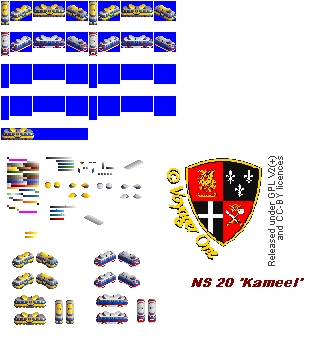 © Voyager One
Released under GPL V2(+)
and CC-BY licences
NS 20 "Kameel"